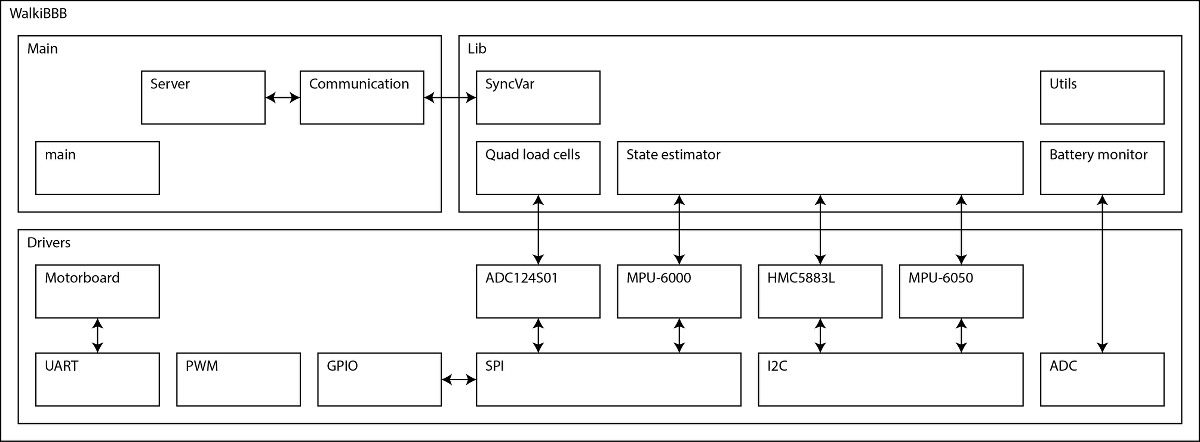 WalkiBBB
Main
Server
Communication
main
Lib
SyncVar
Utils
Quad load cells
State estimator
Battery monitor
Drivers
Motorboard
ADC124S01
MPU-6000
HMC5883L
MPU-6050
UART
PWM
GPIO
SPI
I2C
ADC